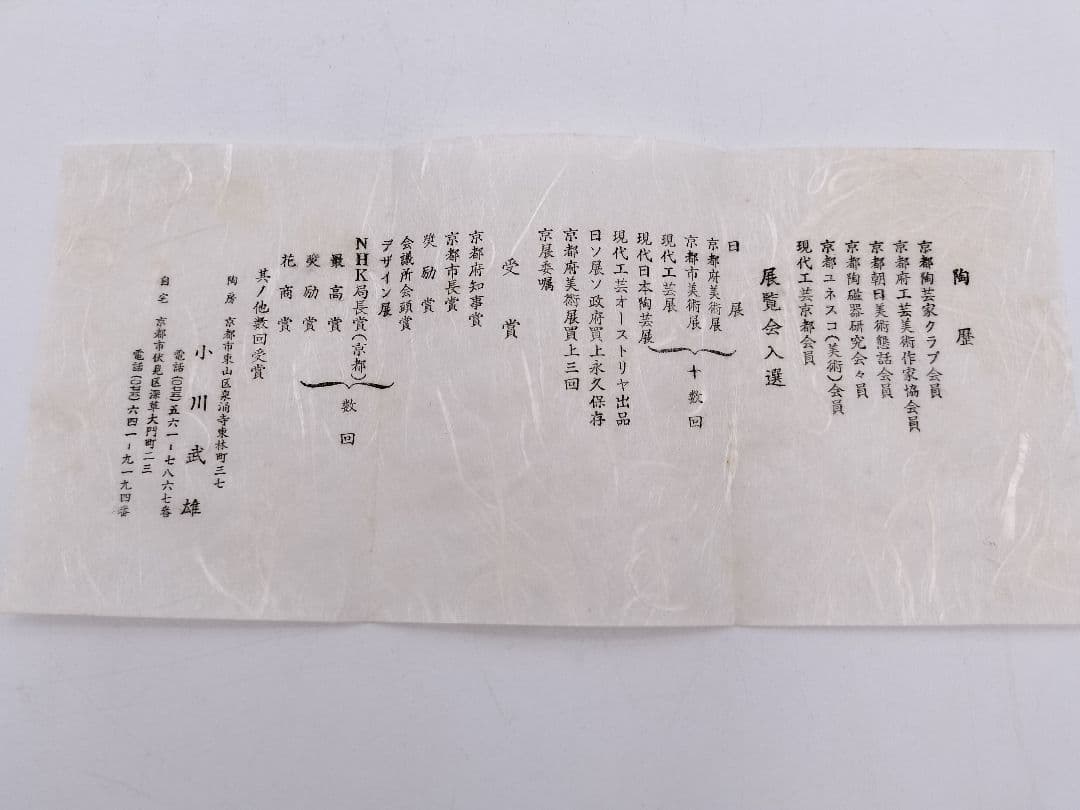 陶歴
京都陶芸家クラブ会員
京都府工芸美術作家協会員
京都朝日美術態話会員
京都陶磁器研究会々員
京都ユネスコ(美術)会員
現代工芸京都会員
展覧会入選
日展
京都府美術展
京都市美術展
現代工芸展
十数回
現代日本陶芸展
現代工芸オーストリヤ出品
日ソ展ソ政府買上永久保存
京都府美術展買上三回
京展委嘱
受賞
京都府知事賞
京都市長賞
奨励賞
会議所会頭賞
デザイン展
NHK局長賞(京都)
最高賞
奨励賞
数回
花商賞
其ノ他数回受賞
陶房 京都市東山区泉涌寺東林町三七
小川武雄
電話(〇七五)五六一-七八六七番
自宅 京都市伏見区深草大門町二三
電話(〇七五)六四一-九一九四番